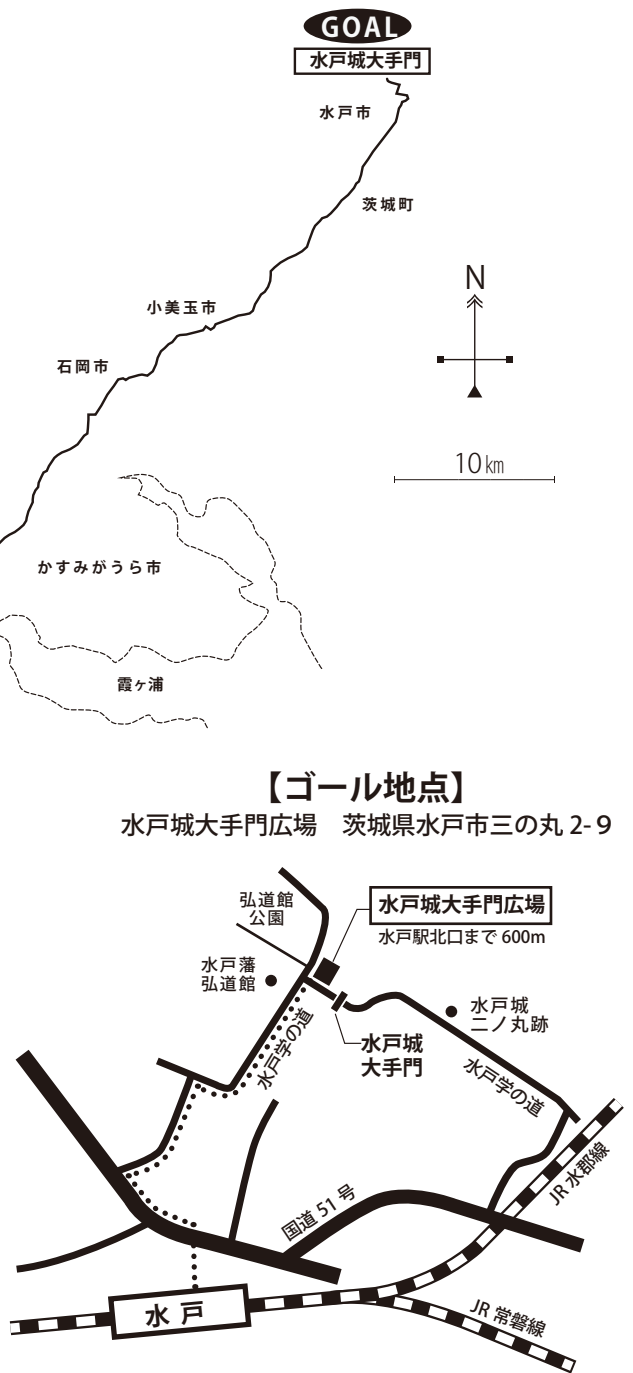 GOAL
水戸城大手門
水戸市
茨城町
N
小美玉市
石岡市
10km
かすみがうら市
霞ヶ浦
【ゴール地点】
水戸城大手門広場　茨城県水戸市三の丸 2-9
弘道館
公園
水戸城大手門広場
水戸駅北口まで 600m
水戸藩
弘道館
水戸城
二ノ丸跡
水戸学の道
水戸城
大手門
水戸学の道
JR 水郡線
国道 51 号
水戸
JR 常磐線